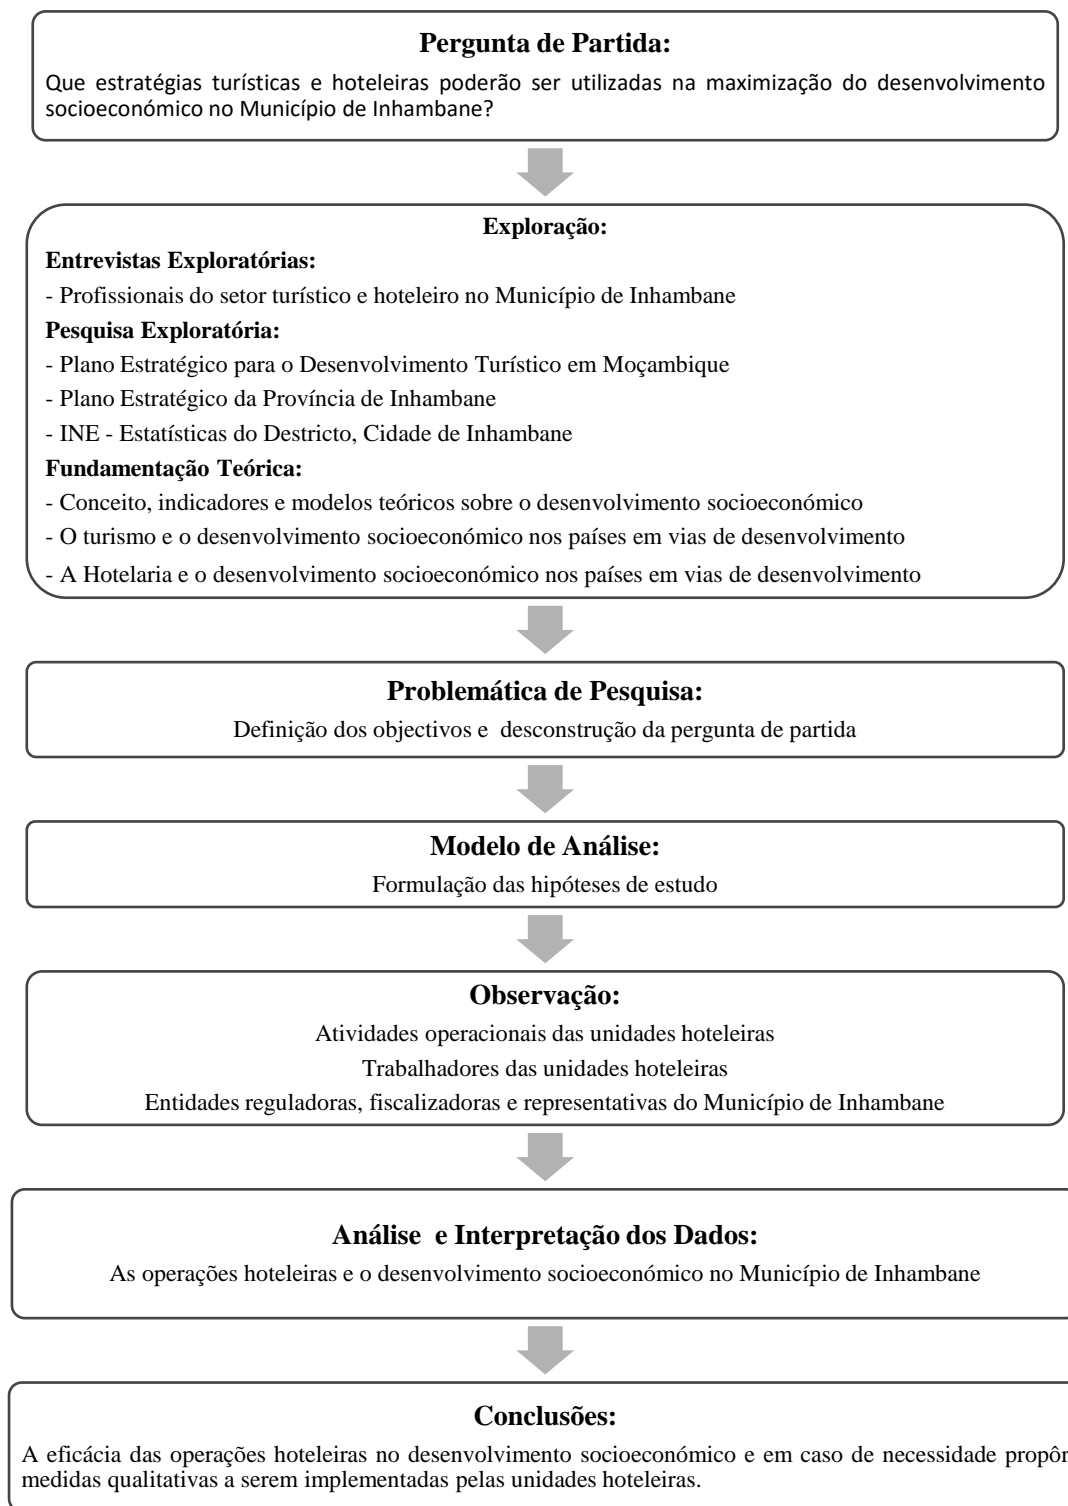 Pergunta de Partida:
Que estratégias turísticas e hoteleiras poderão ser utilizadas na maximização do desenvolvimento
socioeconómico no Município de Inhambane?
Exploração:
Entrevistas Exploratórias:
- Profissionais do setor turístico e hoteleiro no Município de Inhambane
Pesquisa Exploratória:
- Plano Estratégico para o Desenvolvimento Turístico em Moçambique
- Plano Estratégico da Província de Inhambane
- INE - Estatísticas do Destricto, Cidade de Inhambane
Fundamentação Teórica:
- Conceito, indicadores e modelos teóricos sobre o desenvolvimento socioeconómico
- O turismo e o desenvolvimento socioeconómico nos países em vias de desenvolvimento
- A Hotelaria e o desenvolvimento socioeconómico nos países em vias de desenvolvimento
Problemática de Pesquisa:
Definição dos objectivos e desconstrução da pergunta de partida
Modelo de Análise:
Formulação das hipóteses de estudo
Observação:
Atividades operacionais das unidades hoteleiras
Trabalhadores das unidades hoteleiras
Entidades reguladoras, fiscalizadoras e representativas do Município de Inhambane
Análise e Interpretação dos Dados:
As operações hoteleiras e o desenvolvimento socioeconómico no Município de Inhambane
Conclusões:
A eficácia das operações hoteleiras no desenvolvimento socioeconómico e em caso de necessidade propôr
medidas qualitativas a serem implementadas pelas unidades hoteleiras.